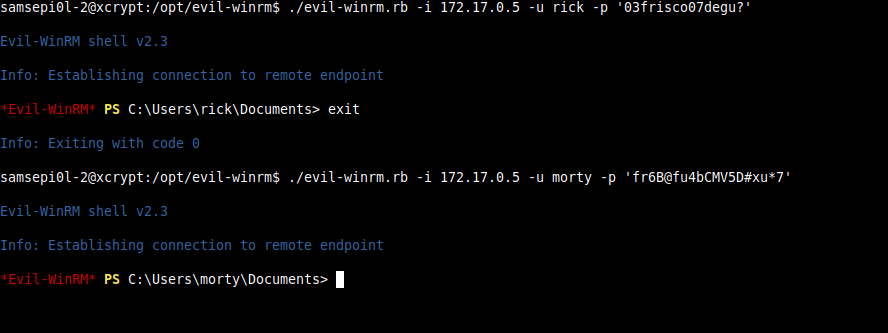 samsepi0l-2@xcrypt:/opt/evil-winrm$ ./evil-winrm.rb -i 172.17.0.5 -u rick -p '03frisco07degu?'
Evil-WinRM shell v2.3
Info: Establishing connection to remote endpoint
*Evil-WinRM* PS C:\Users\rick\Documents> exit
Info: Exiting with code 0
samsepi0l-2@xcrypt:/opt/evil-winrm$ ./evil-winrm.rb -i 172.17.0.5 -u morty -p 'fr6B@fu4bCMV5D#xu*7'
Evil-WinRM shell v2.3
Info: Establishing connection to remote endpoint
*Evil-WinRM* PS C:\Users\morty\Documents>